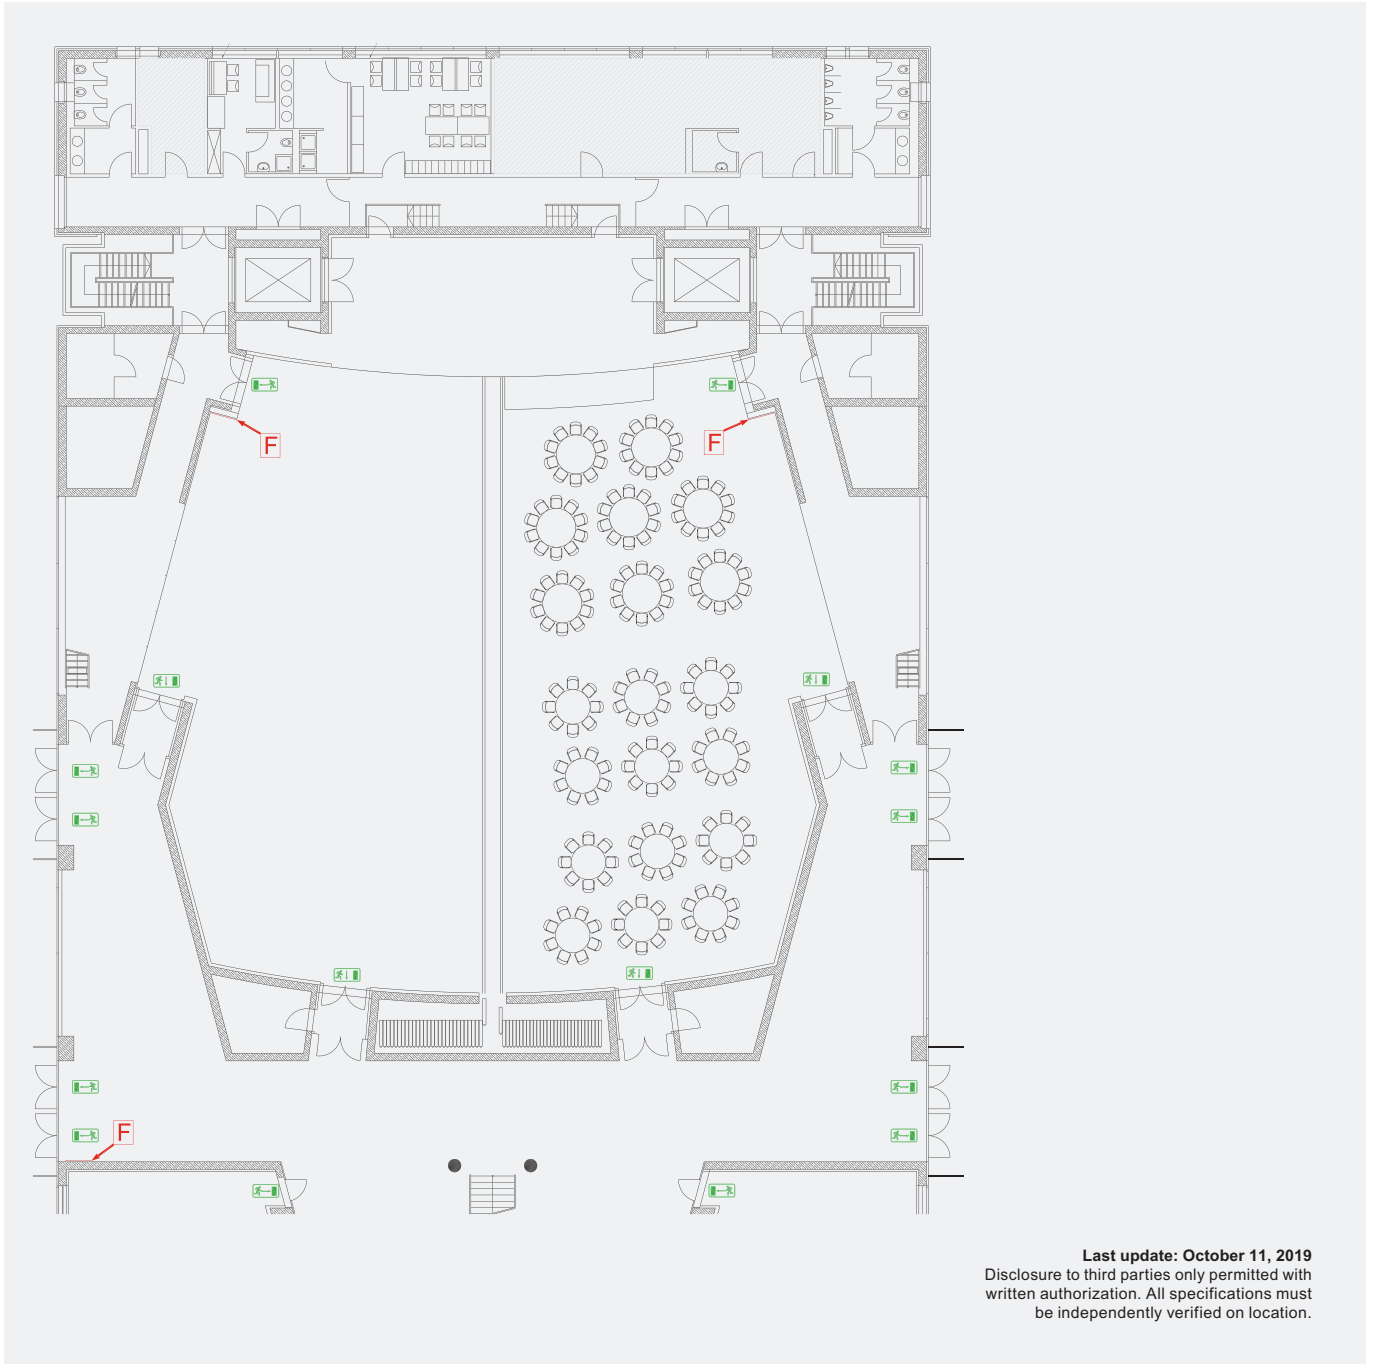 F
F
F
Last update: October 11, 2019
Disclosure to third parties only permitted with
written authorization. All specifications must
be independently verified on location.